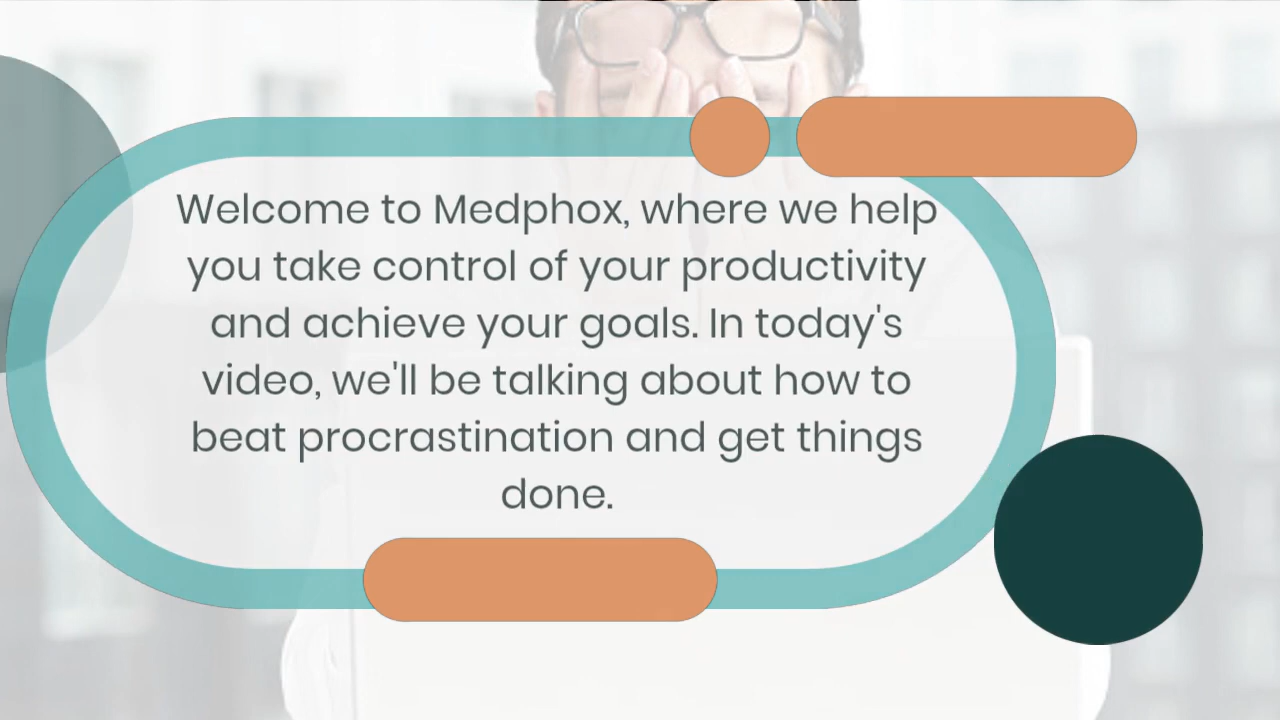 Welcome to Medphox, where we help
you take control of your productivity
and achieve your goals. In today's
video, we'll be talking about how to
beat procrastination and get things
done.